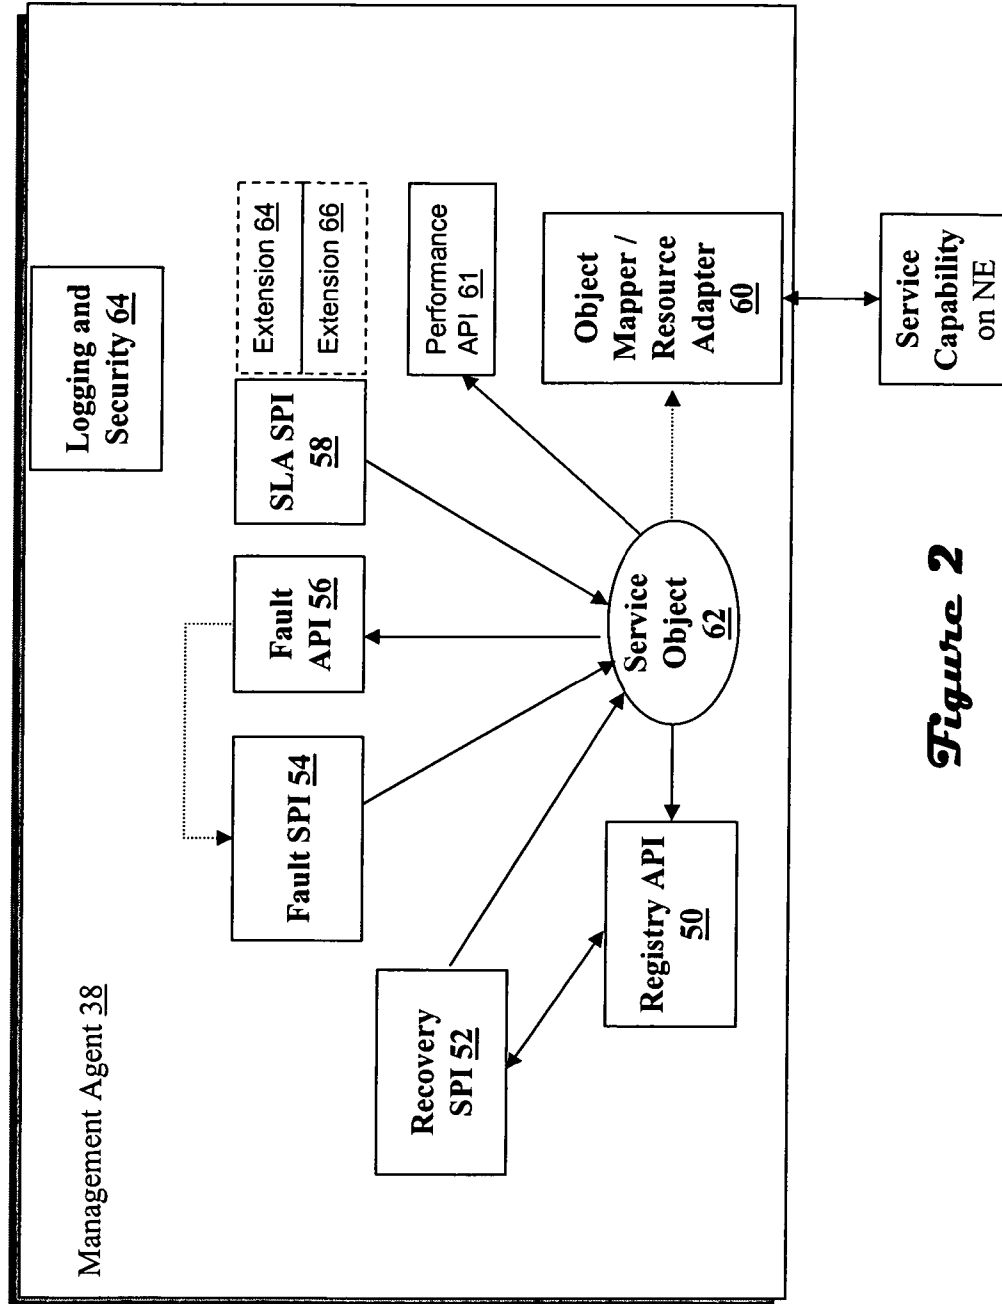 Management Agent 38
Logging and
Security 64
Fault SPI 54
Fault
API 56
SLA SPI
58
Extension 64
Extension 66
Recovery
SPI 52
Performance
API 61
Registry API
50
Service
Object
62
Object
Mapper /
Resource
Adapter
60
Service
Capability
on NE
Figure 2